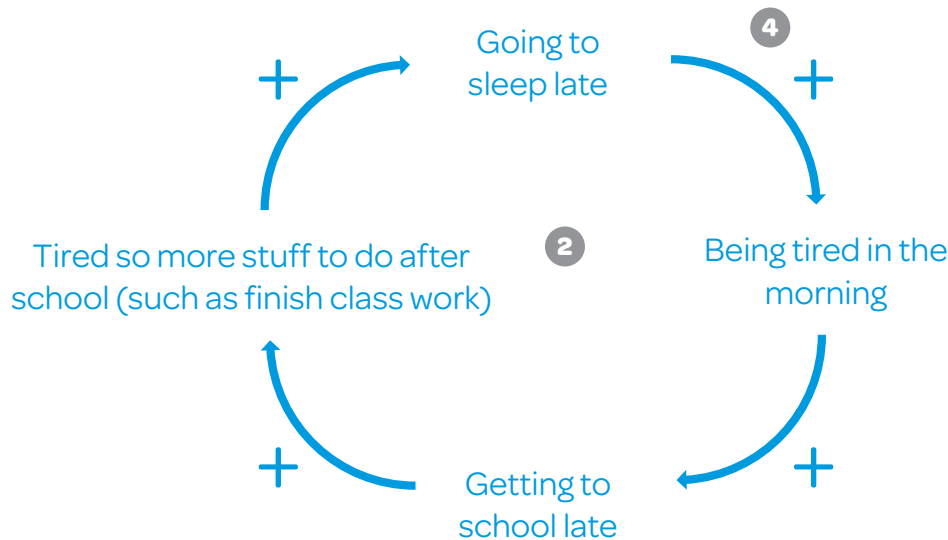 4
Going to
sleep late
+
+
Tired so more stuff to do after
school (such as finish class work)
2
Being tired in the
morning
+
+
Getting to
school late